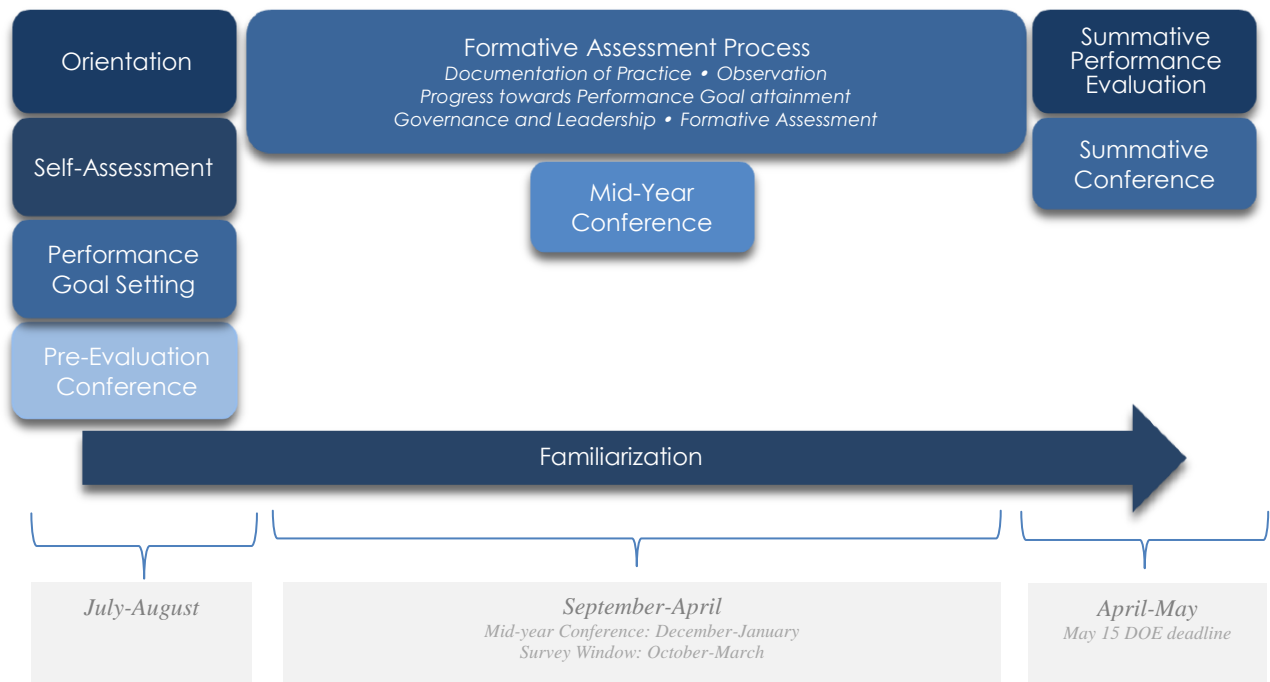 Orientation
Self-Assessment
Performance
Goal Setting
Pre-Evaluation
Conference
Formative Assessment Process
Documentation of Practice • Observation
Progress towards Performance Goal attainment
Governance and Leadership • Formative Assessment
Mid-Year
Conference
Summative
Performance
Evaluation
Summative
Conference
Familiarization
July-August
September-April
Mid-year Conference: December-January
Survey Window: October-March
April-May
May 15 DOE deadline